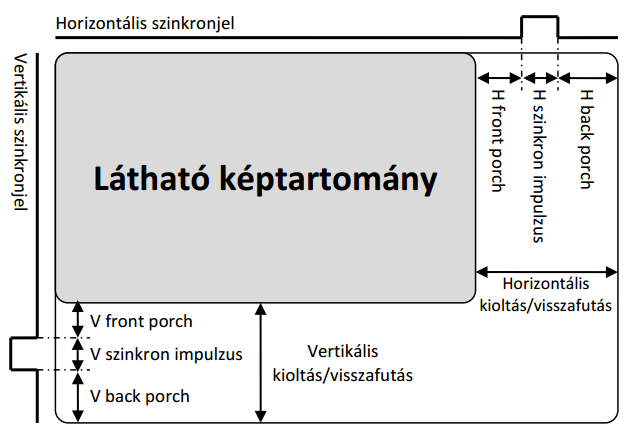 Horizontális szinkronjel
Vertikális szinkronjel
Látható képtartomány
H front porch
H szinkron impulzus
H back porch
Horizontális
kioltás/visszafutás
V front porch
V szinkron impulzus
V back porch
Vertikális
kioltás/visszafutás